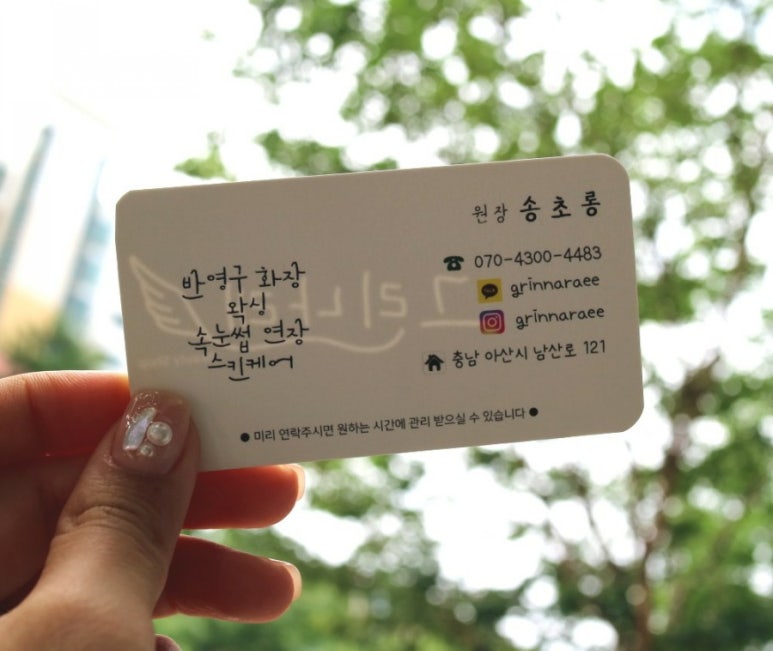 원장 송초롱
070-4300-4483
TALK
grinnaraee
grinnaraee
충남 아산시 남산로 121
반영구 화장
왁싱
속눈썹 연장
스킨케어
● 미리 연락주시면 원하는 시간에 관리 받으실 수 있습니다 ●